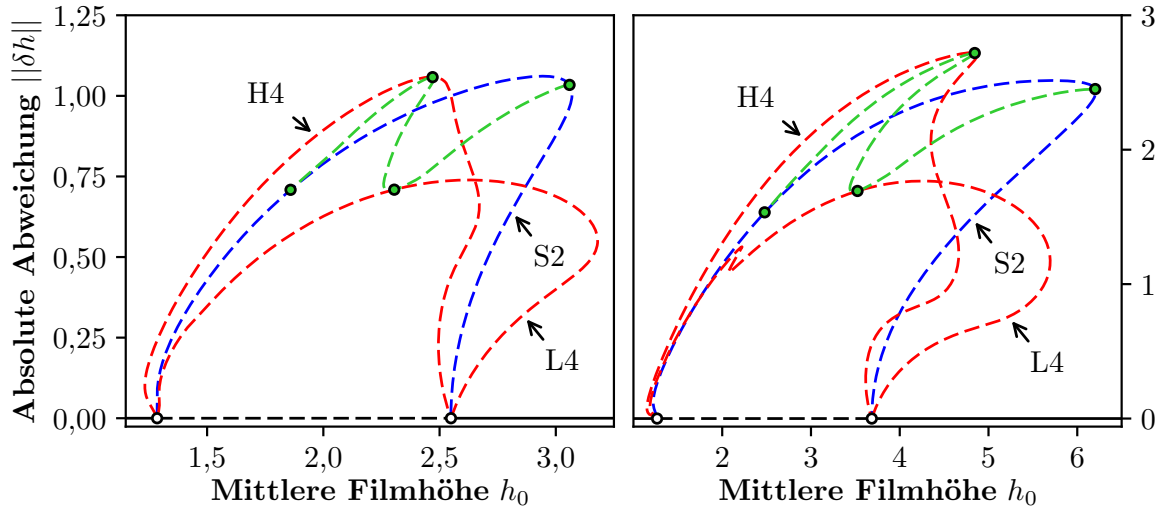 Absolute Abweichung ||δh||
1,25
1,00
0,75
0,50
0,25
0,00
H4
S2
L4
1,5
2,0
2,5
3,0
Mittlere Filmhöhe h₀
H4
S2
L4
3
2
1
0
2
3
4
5
6
Mittlere Filmhöhe h₀